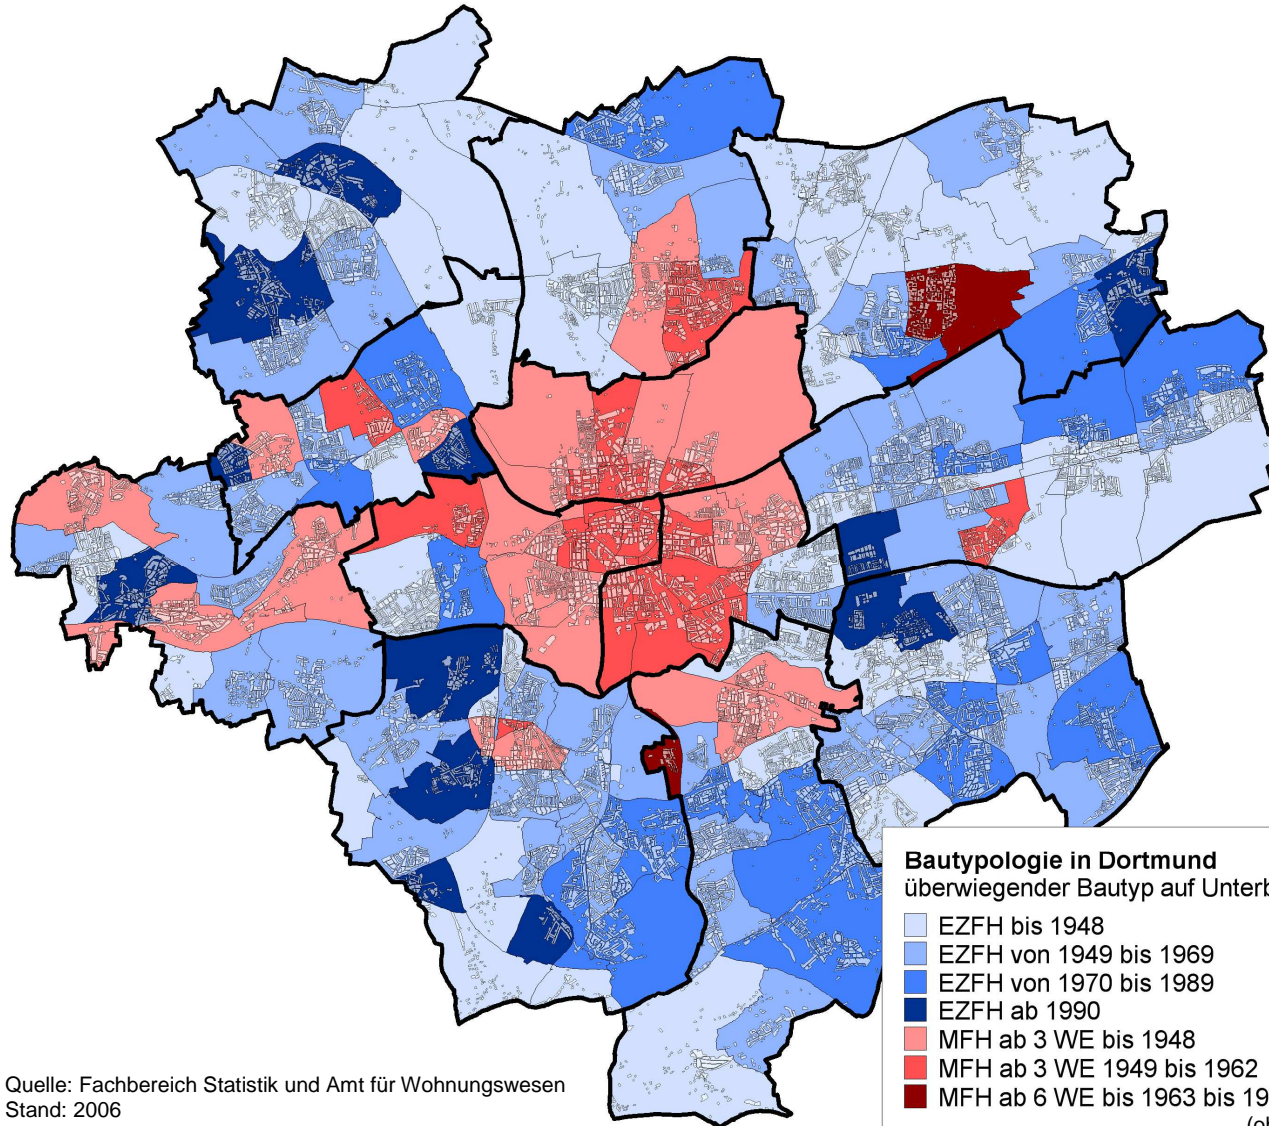 Bautypologie in Dortmund
überwiegender Bautyp auf
EZFH bis 1948
EZFH von 1949 bis 1969
EZFH von 1970 bis 1989
EZFH ab 1990
MFH ab 3 WE bis 1948
MFH ab 3 WE 1949 bis 1962
MFH ab 6 WE bis 1963 bis
Quelle: Fachbereich Statistik und Amt für Wohnungswesen
Stand: 2006